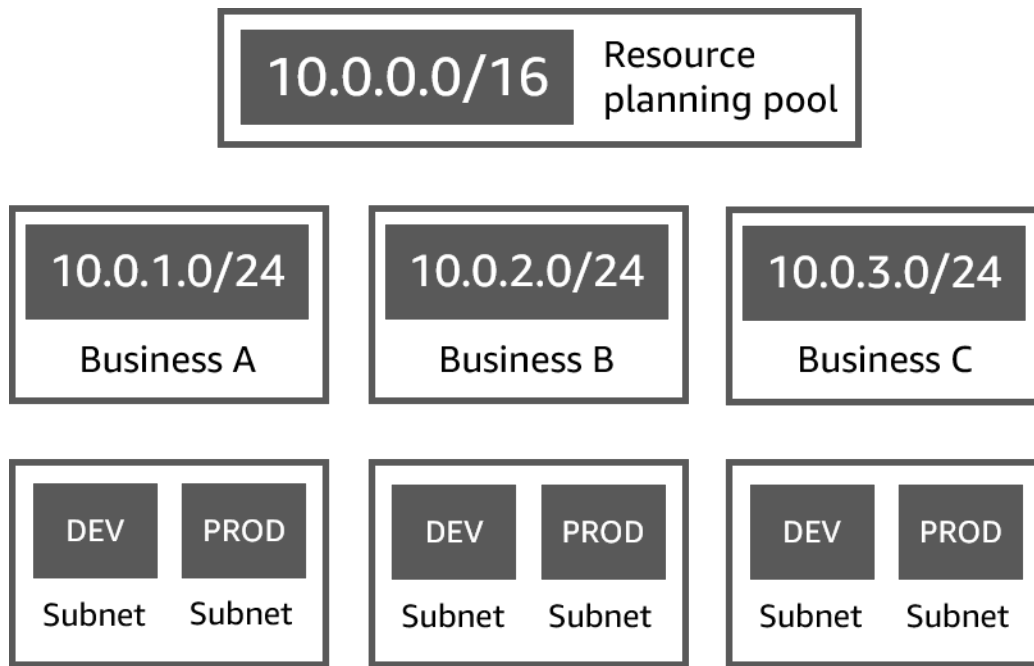 10.0.0.0/16
Resource
planning pool
10.0.1.0/24
Business A
10.0.2.0/24
Business B
10.0.3.0/24
Business C
DEV
PROD
Subnet
Subnet
DEV
PROD
Subnet
Subnet
DEV
PROD
Subnet
Subnet